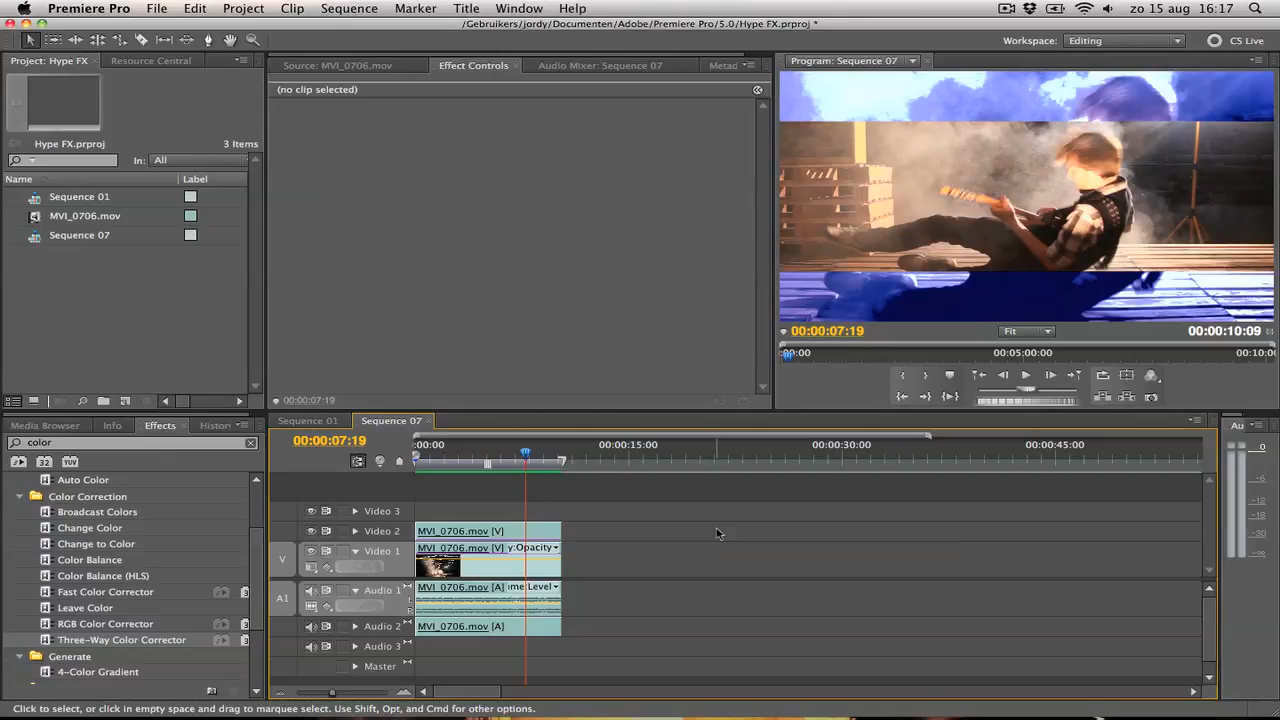 Premiere Pro File Edit Project Clip Sequence Marker Title Window Help zo 15 aug 16:17
/Gebruikers/jordy/Documenten/Adobe/Premiere Pro/5.0/Hype FX.prproj *
Workspace: Editing CS Live
Project: Hype FX Resource Central
Source: MVI_0706.mov Effect Controls Audio Mixer: Sequence 07 Metad
Program: Sequence 07
(no clip selected)
Hype FX.prproj 3 Items
In: All
Name Label
Sequence 01
MVI_0706.mov
Sequence 07
00:00:07:19 Fit 00:00:10:09
:00:00 00:05:00:00 00:10:0
00:00:07:19
Media Browser Info Effects Histor
color
32 YUV
Auto Color
Color Correction
Broadcast Colors
Change Color
Change to Color
Color Balance
Color Balance (HLS)
Fast Color Corrector
Leave Color
RGB Color Corrector
Three-Way Color Corrector
Generate
4-Color Gradient
Sequence 01 Sequence 07
00:00:07:19 :00:00 00:00:15:00 00:00:30:00 00:00:45:00
Video 3
Video 2 MVI_0706.mov [V]
V Video 1 MVI_0706.mov [V] y:Opacity
A1 Audio 1 MVI_0706.mov [A] ume Level
Audio 2 MVI_0706.mov [A]
Audio 3
Master
Au
0
-6
-12
-18
-30
Click to select, or click in empty space and drag to marquee select. Use Shift, Opt, and Cmd for other options.